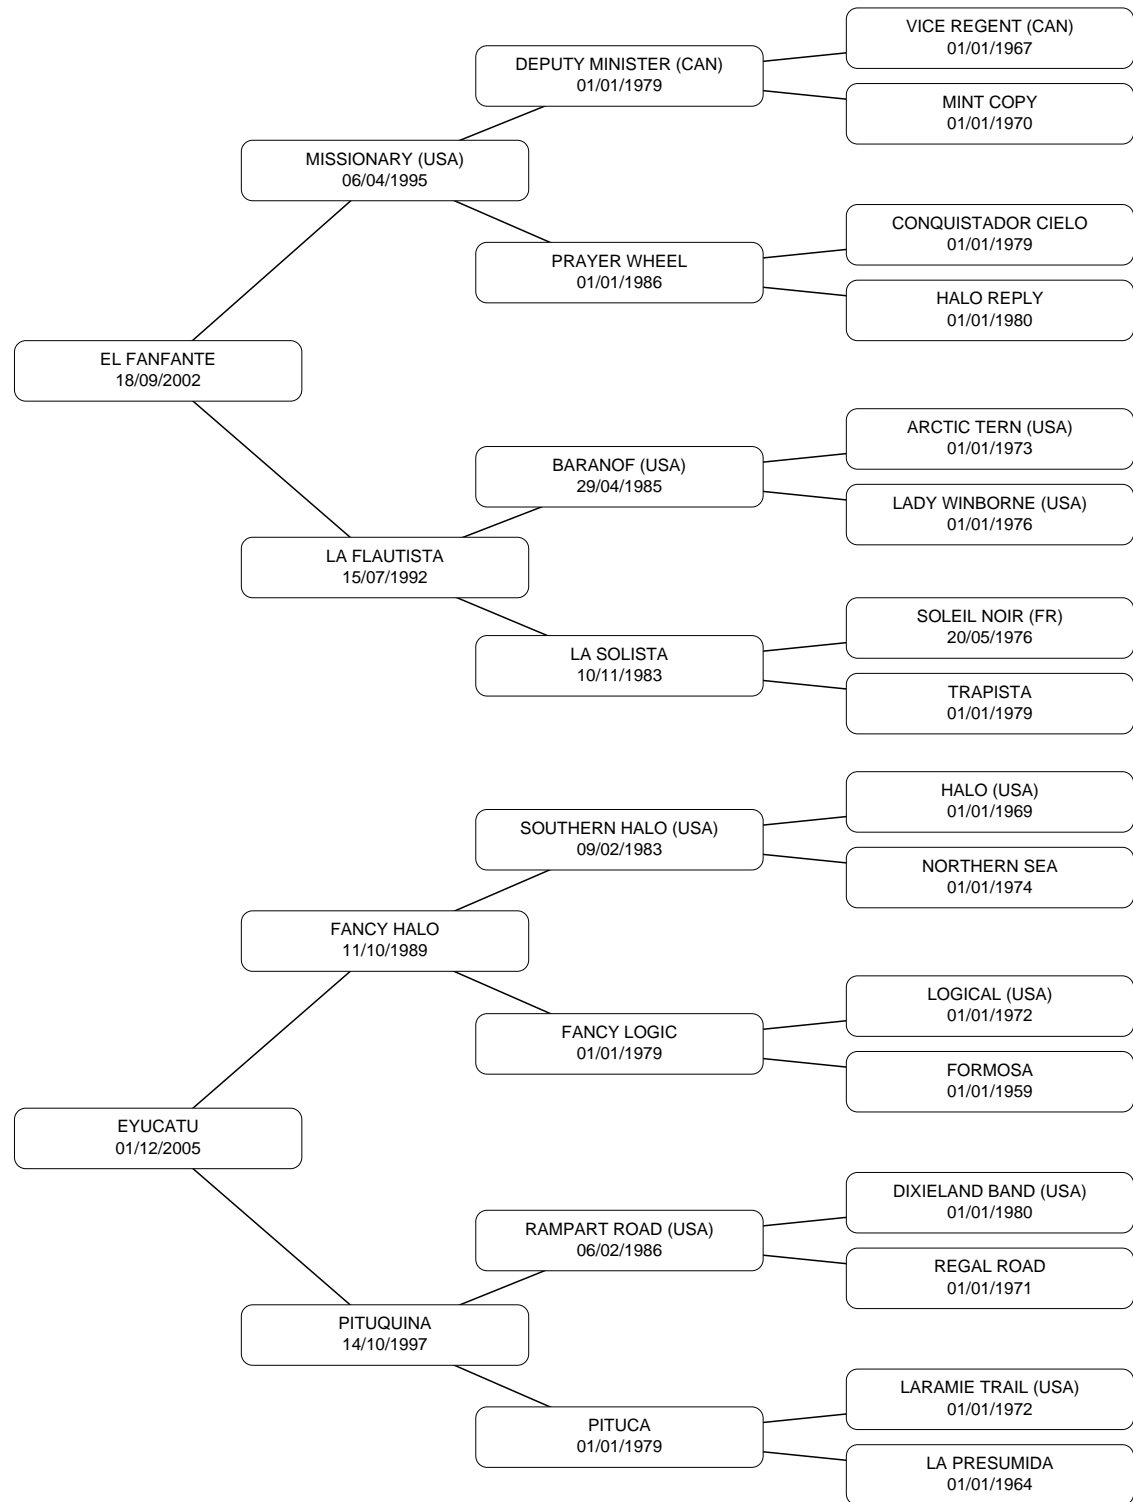 VICE REGENT (CAN)
01/01/1967
DEPUTY MINISTER (CAN)
01/01/1979
MINT COPY
01/01/1970
MISSIONARY (USA)
06/04/1995
CONQUISTADOR CIELO
01/01/1979
PRAYER WHEEL
01/01/1986
HALO REPLY
01/01/1980
EL FANFANTE
18/09/2002
ARCTIC TERN (USA)
01/01/1973
BARANOF (USA)
29/04/1985
LADY WINBORNE (USA)
01/01/1976
LA FLAUTISTA
15/07/1992
SOLEIL NOIR (FR)
20/05/1976
LA SOLISTA
10/11/1983
TRAPISTA
01/01/1979
HALO (USA)
01/01/1969
SOUTHERN HALO (USA)
09/02/1983
NORTHERN SEA
01/01/1974
FANCY HALO
11/10/1989
LOGICAL (USA)
01/01/1972
FANCY LOGIC
01/01/1979
FORMOSA
01/01/1959
EYUCATU
01/12/2005
DIXIELAND BAND (USA)
01/01/1980
RAMPART ROAD (USA)
06/02/1986
REGAL ROAD
01/01/1971
PITUQUINA
14/10/1997
LARAMIE TRAIL (USA)
01/01/1972
PITUCA
01/01/1979
LA PRESUMIDA
01/01/1964